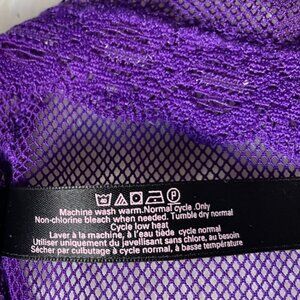 Machine wash warm.Normal cycle .Only
Non-chlorine bleach when needed. Tumble dry normal
Cycle low heat
Laver à la machine, à l'eau tiède cycle normal
Utiliser uniquement du javellisant sans chlore, au besoin
Sécher par culbutage à cycle normal, à basse température